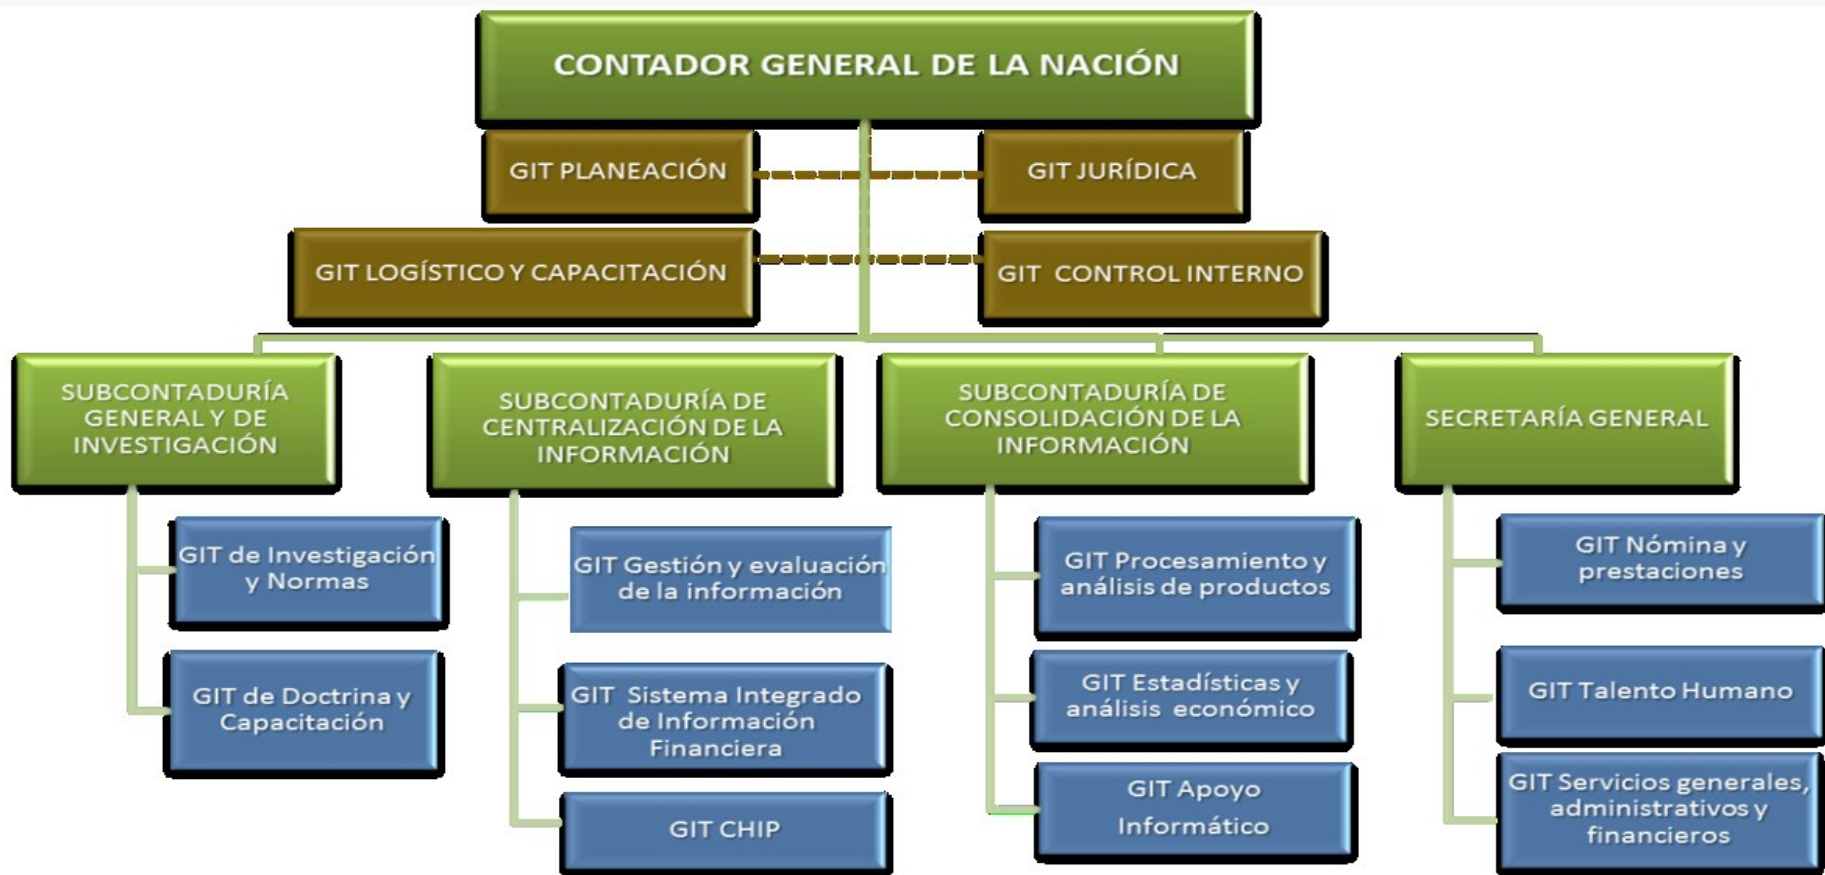 CONTADOR GENERAL DE LA NACIÓN
GIT PLANEACIÓN
GIT JURÍDICA
GIT LOGÍSTICO Y CAPACITACIÓN
GIT CONTROL INTERNO
SUBCONTADURÍA
GENERAL Y DE
INVESTIGACIÓN
SUBCONTADURÍA DE
CENTRALIZACIÓN DE LA
INFORMACIÓN
SUBCONTADURÍA DE
CONSOLIDACIÓN DE LA
INFORMACIÓN
SECRETARÍA GENERAL
GIT de Investigación
y Normas
GIT de Doctrina y
Capacitación
GIT Gestión y evaluación
de la información
GIT Sistema Integrado
de Información
Financiera
GIT CHIP
GIT Procesamiento y
análisis de productos
GIT Estadísticas y
análisis económico
GIT Apoyo
Informático
GIT Nómina y
prestaciones
GIT Talento Humano
GIT Servicios generales,
administrativos y
financieros